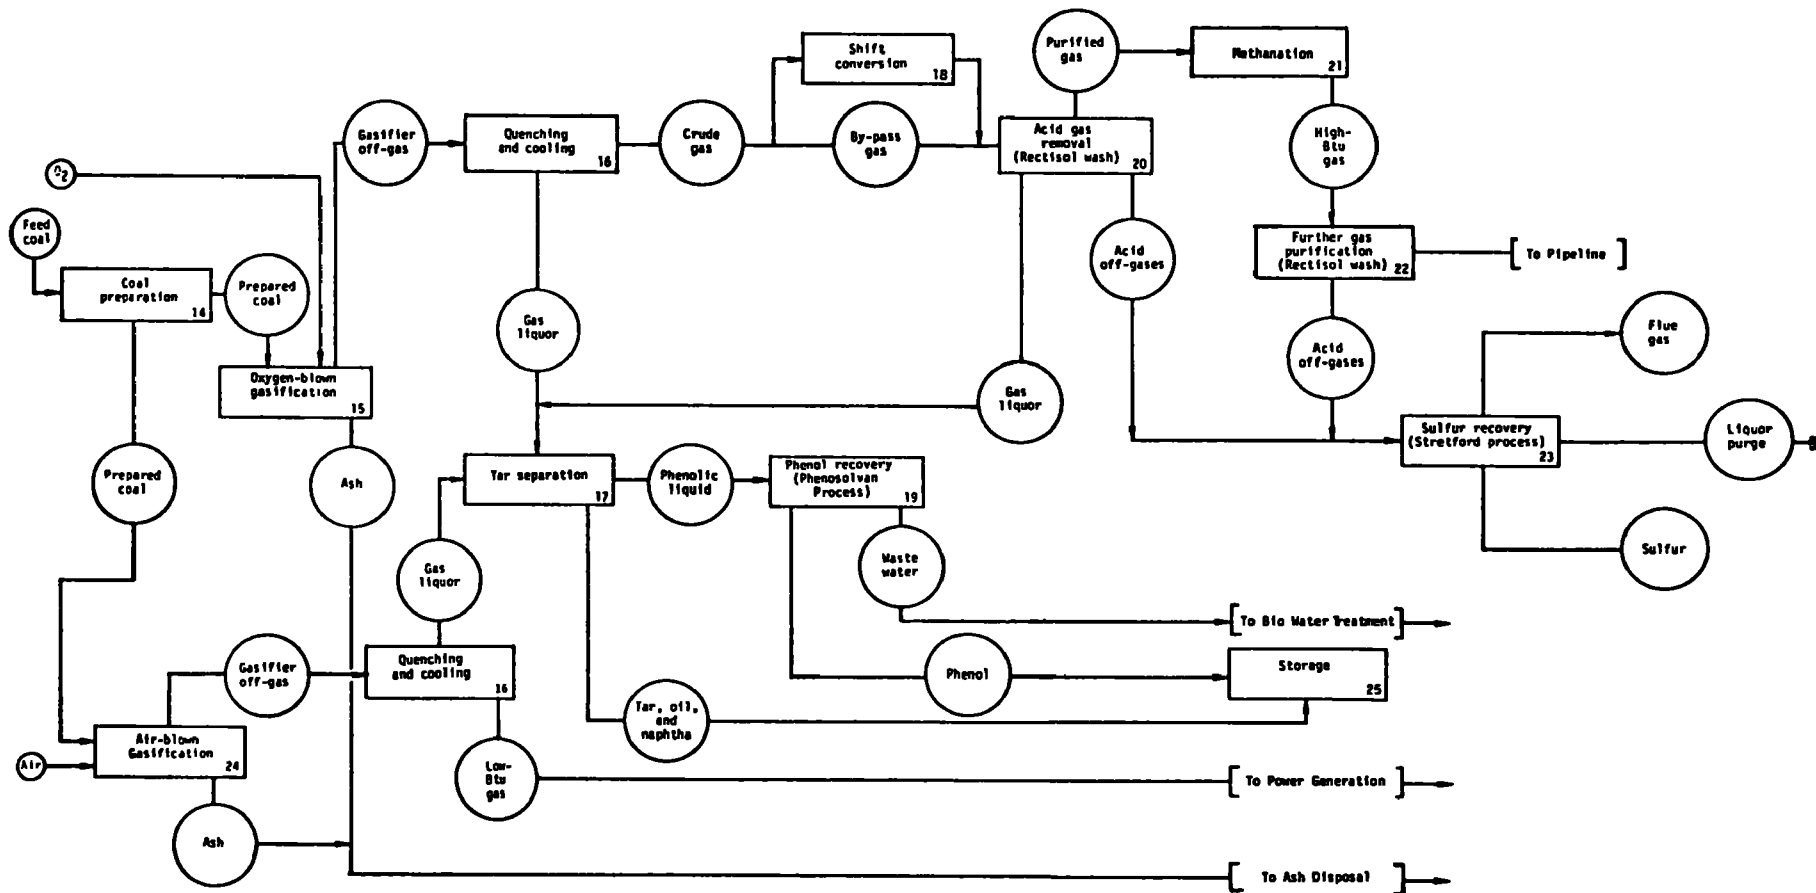 Shift
conversion
18
Purified
gas
Methanation
21
Gasifier
off-gas
Quenching
and cooling
16
Crude
gas
By-pass
gas
Acid gas
removal
(Rectisol wash)
20
High-
Btu
gas
O2
Feed
coal
Coal
preparation
14
Prepared
coal
Gas
liquor
Acid
off-gases
Further gas
purification
(Rectisol wash)
22
[To Pipeline]
Oxygen-blown
gasification
15
Gas
liquor
Acid
off-gases
Flue
gas
Prepared
coal
Ash
Tar separation
17
Phenolic
liquid
Phenol recovery
(Phenosolvan
Process)
19
Sulfur recovery
(Stretford process)
23
Liquor
purge
Gas
liquor
Waste
water
Sulfur
[To Bio Water Treatment]
Gasifier
off-gas
Quenching
and cooling
16
Phenol
Storage
25
Tar, oil,
and
naphtha
Air
Air-blown
Gasification
24
Low-
Btu
gas
[To Power Generation]
Ash
[To Ash Disposal]